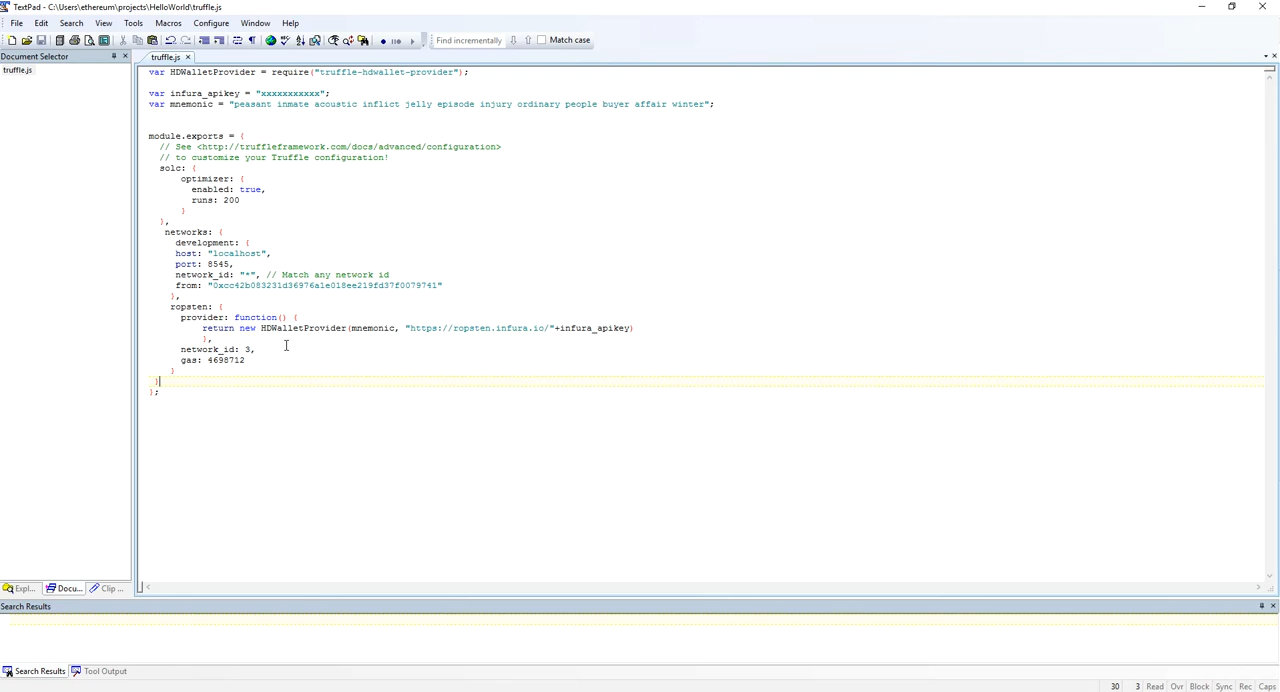 TextPad - C:\Users\ethereum\projects\HelloWorld\truffle.js
File Edit Search View Tools Macros Configure Window Help
Find incrementally Match case
Document Selector
truffle.js
truffle.js
var HDWalletProvider = require("truffle-hdwallet-provider");
var infura_apikey = "xxxxxxxxxxx";
var mnemonic = "peasant inmate acoustic inflict jelly episode injury ordinary people buyer affair winter";
module.exports = {
// See <http://truffleframework.com/docs/advanced/configuration>
// to customize your Truffle configuration!
solc: {
optimizer: {
enabled: true,
runs: 200
}
},
networks: {
development: {
host: "localhost",
port: 8545,
network_id: "*", // Match any network id
from: "0xcc42b083231d36976a1e018ee219fd37f0079741"
},
ropsten: {
provider: function() {
return new HDWalletProvider(mnemonic, "https://ropsten.infura.io/"+infura_apikey)
},
network_id: 3,
gas: 4698712
}
}
};
Expl... Docu... Clip ...
Search Results
Search Results Tool Output
30 3 Read Ovr Block Sync Rec Caps